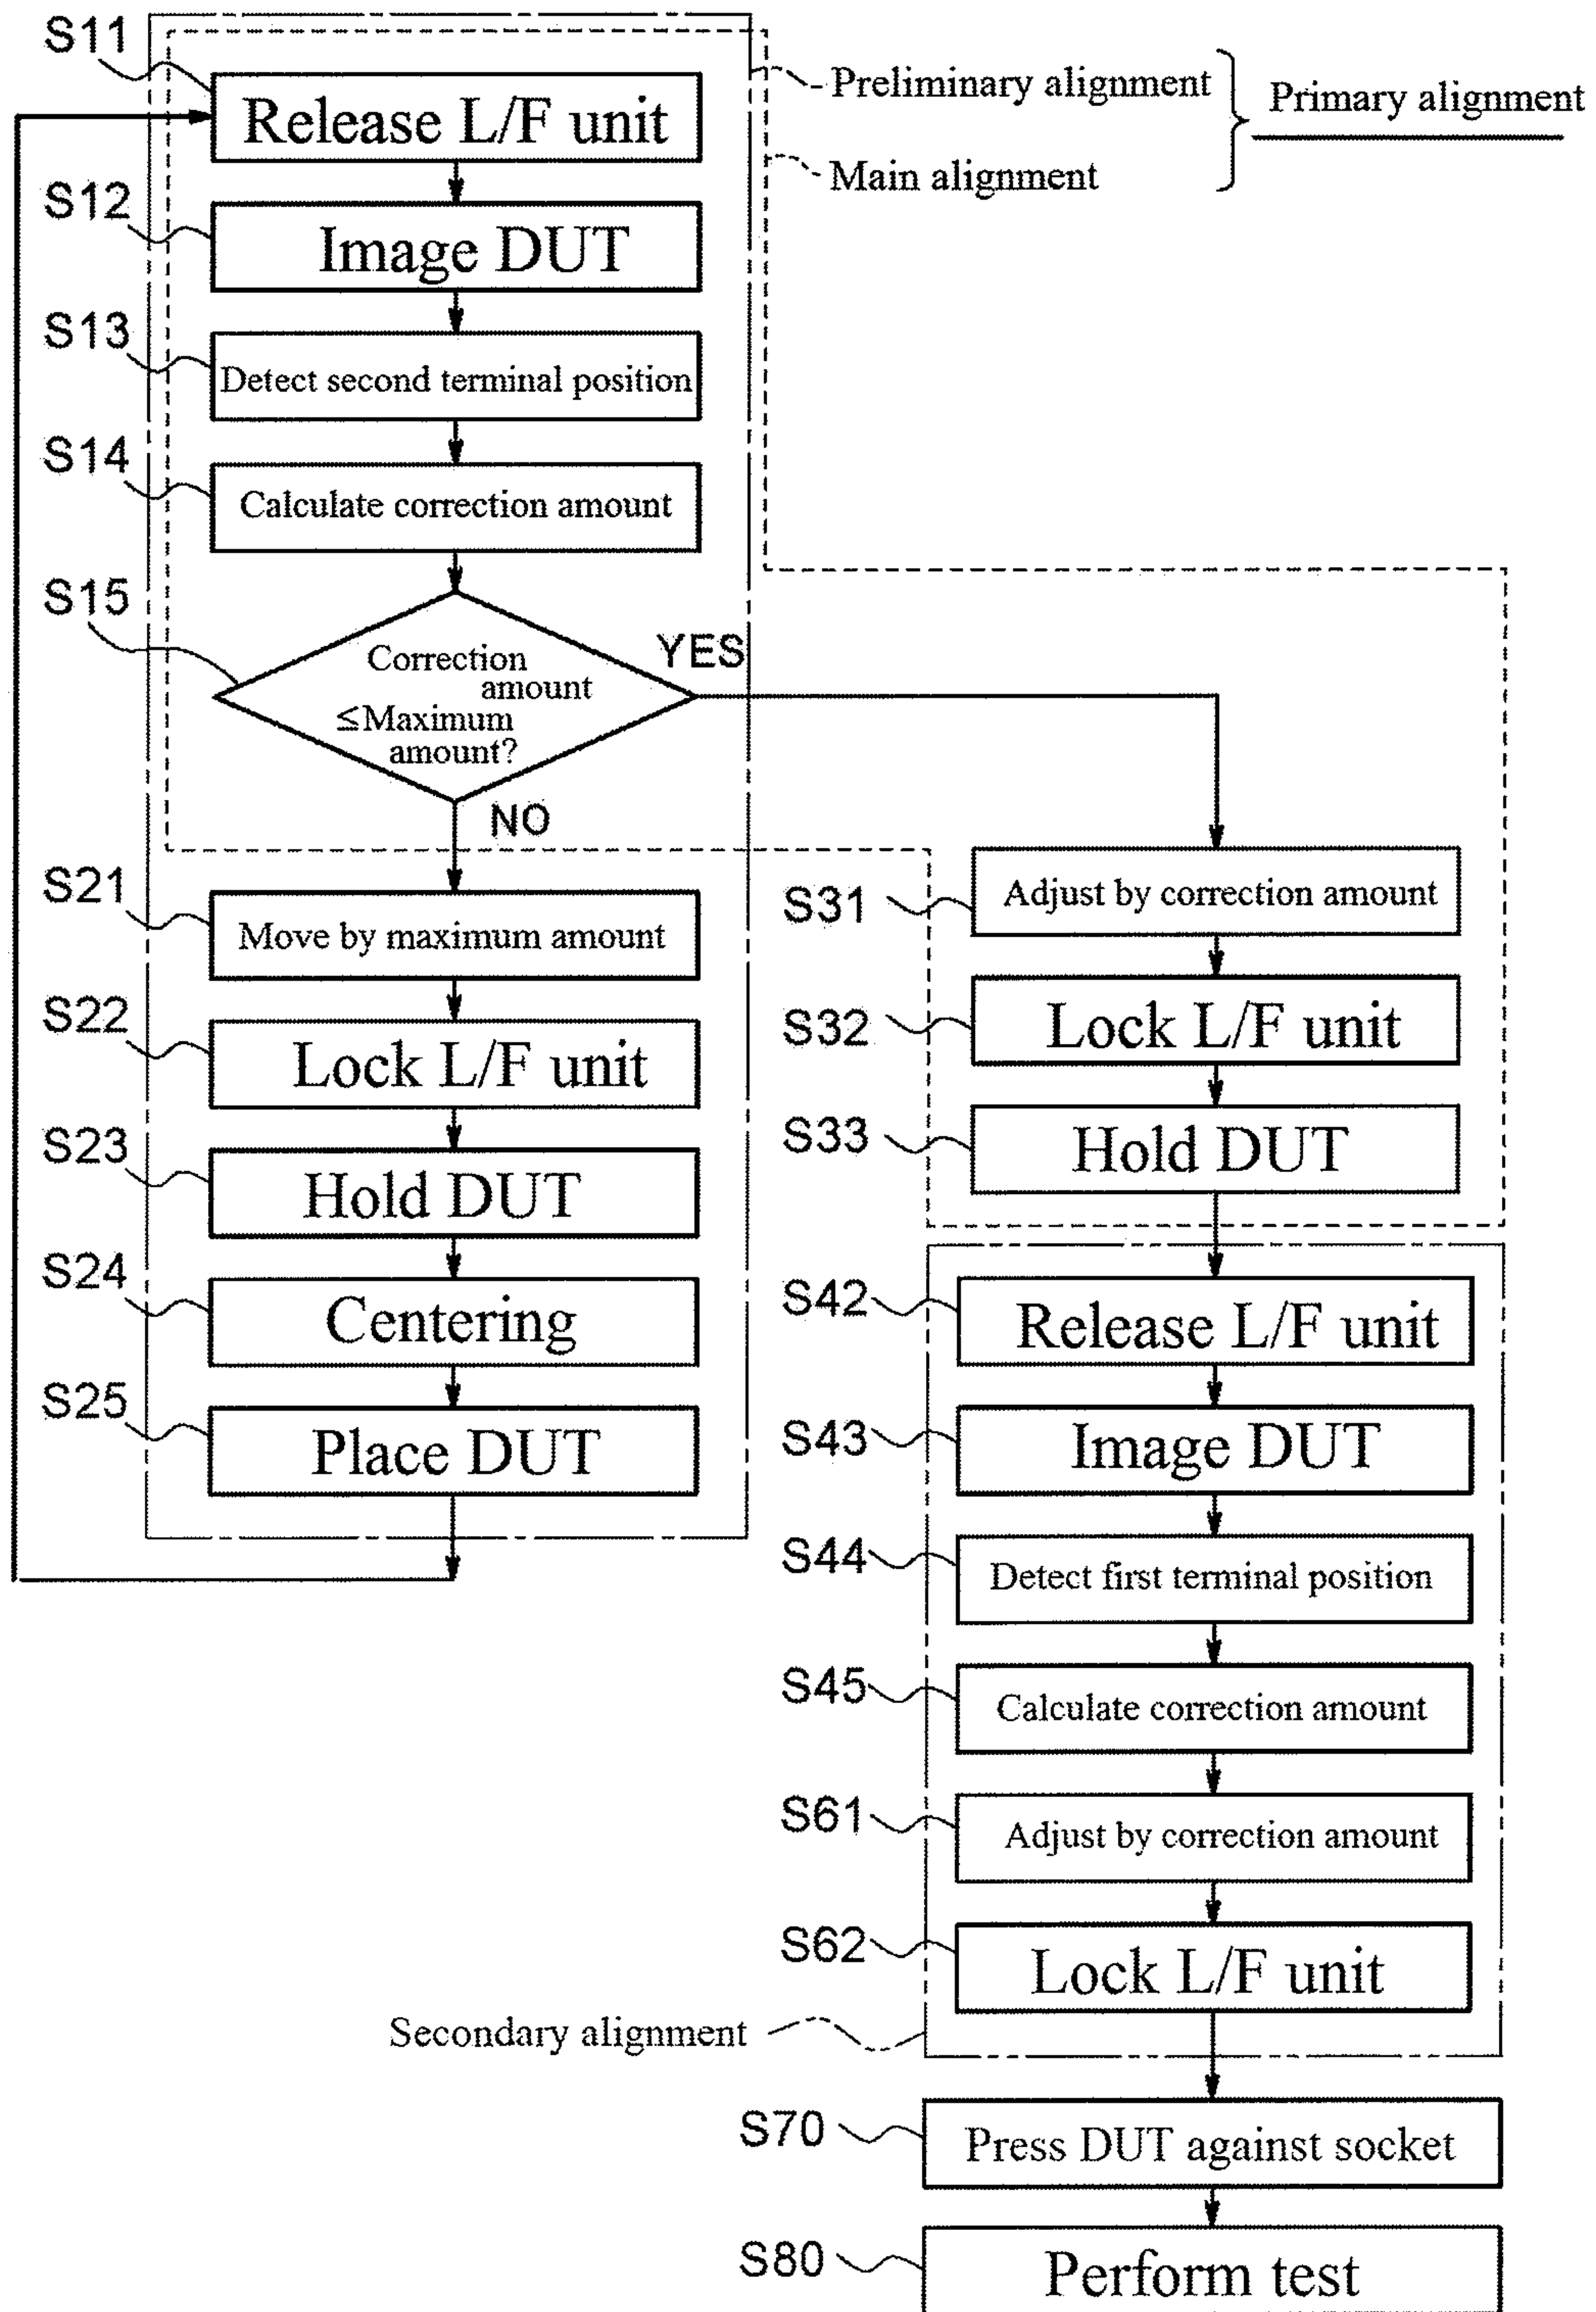 S11
Release L/F unit
Preliminary alignment
Primary alignment
Main alignment
S12
Image DUT
S13
Detect second terminal position
S14
Calculate correction amount
S15
Correction
amount
≤Maximum
amount?
YES
NO
S21
Move by maximum amount
S22
Lock L/F unit
S23
Hold DUT
S24
Centering
S25
Place DUT
S31
Adjust by correction amount
S32
Lock L/F unit
S33
Hold DUT
S42
Release L/F unit
S43
Image DUT
S44
Detect first terminal position
S45
Calculate correction amount
S61
Adjust by correction amount
S62
Lock L/F unit
Secondary alignment
S70
Press DUT against socket
S80
Perform test